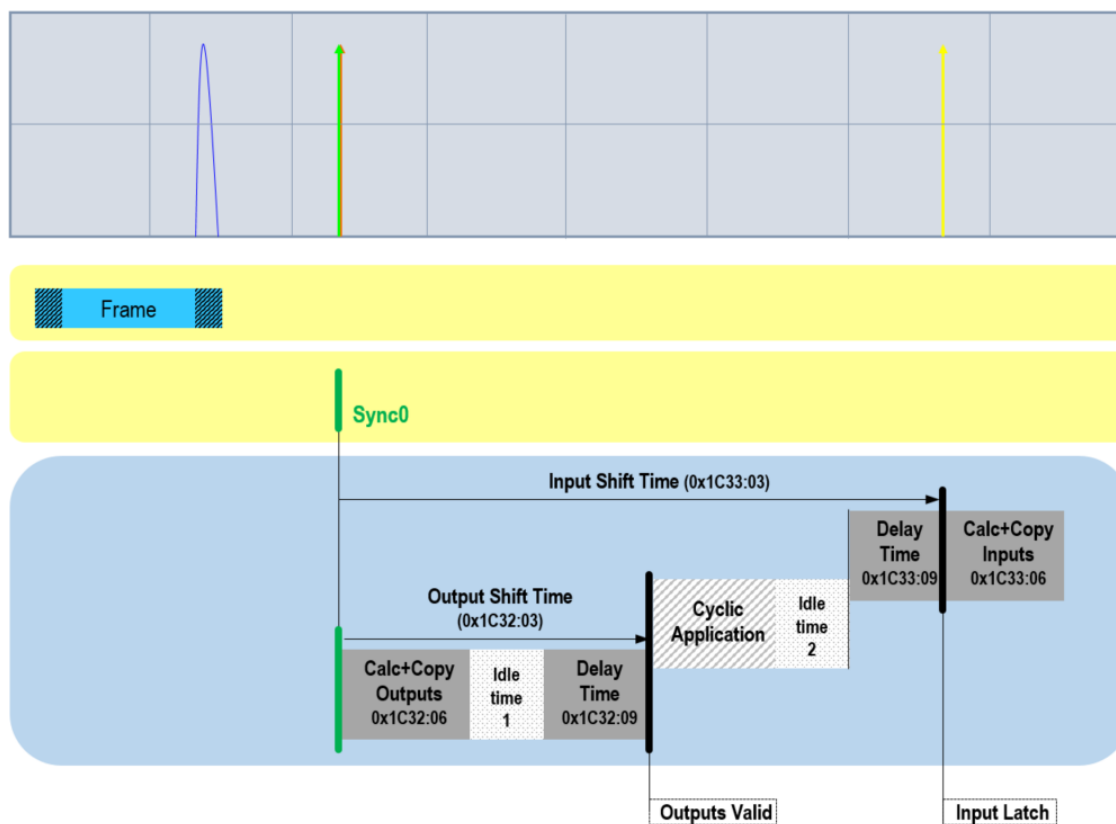 Frame
Sync0
Input Shift Time (0x1C33:03)
Delay
Time
0x1C33:09
Calc+Copy
Inputs
0x1C33:06
Output Shift Time
(0x1C32:03)
Cyclic
Application
Idle
time
2
Calc+Copy
Outputs
0x1C32:06
Idle
time
1
Delay
Time
0x1C32:09
Outputs Valid
Input Latch